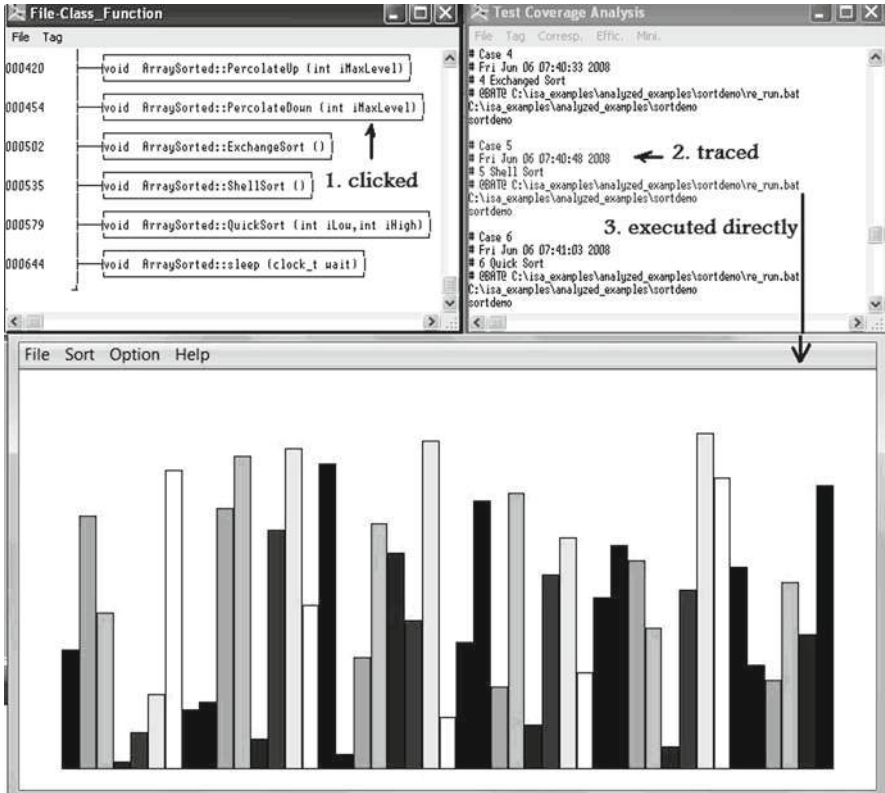 File-Class_Function
File Tag
000420 void ArraySorted::PercolateUp (int iMaxLevel)
000454 void ArraySorted::PercolateDown (int iMaxLevel)
000502 void ArraySorted::ExchangeSort ()
1. clicked
000535 void ArraySorted::ShellSort ()
000579 void ArraySorted::QuickSort (int iLow,int iHigh)
000644 void ArraySorted::sleep (clock_t wait)
Test Coverage Analysis
File Tag Corresp. Effic. Mini.
# Case 4
# Fri Jun 06 07:40:33 2008
# 4 Exchanged Sort
# @BAT@ C:\isa_examples\analyzed_examples\sortdemo\re_run.bat
C:\isa_examples\analyzed_examples\sortdemo
sortdemo
# Case 5
# Fri Jun 06 07:40:48 2008
2. traced
# 5 Shell Sort
# @BAT@ C:\isa_examples\analyzed_examples\sortdemo\re_run.bat
C:\isa_examples\analyzed_examples\sortdemo
sortdemo
3. executed directly
# Case 6
# Fri Jun 06 07:41:03 2008
# 6 Quick Sort
# @BAT@ C:\isa_examples\analyzed_examples\sortdemo\re_run.bat
C:\isa_examples\analyzed_examples\sortdemo
sortdemo
File Sort Option Help